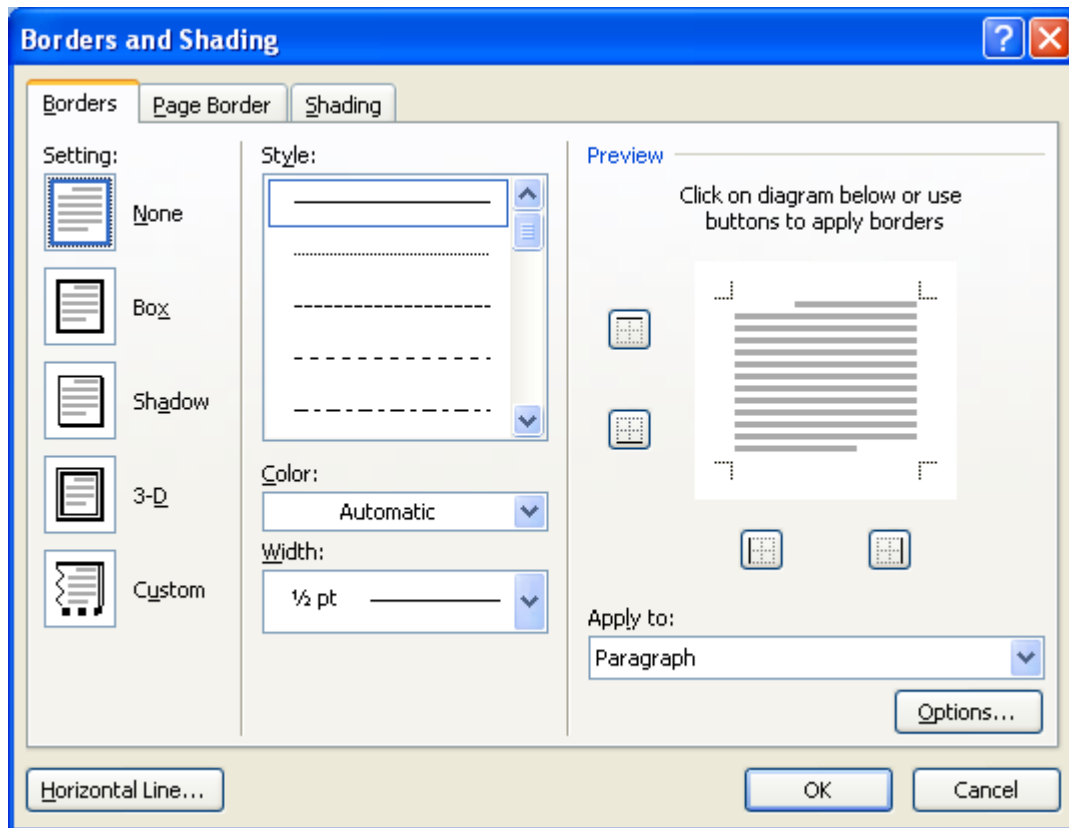 Borders and Shading
Borders
Page Border
Shading
Setting:
None
Box
Shadow
3-D
Custom
Style:
Color:
Automatic
Width:
½ pt
Preview
Click on diagram below or use
buttons to apply borders
Apply to:
Paragraph
Options...
Horizontal Line...
OK
Cancel